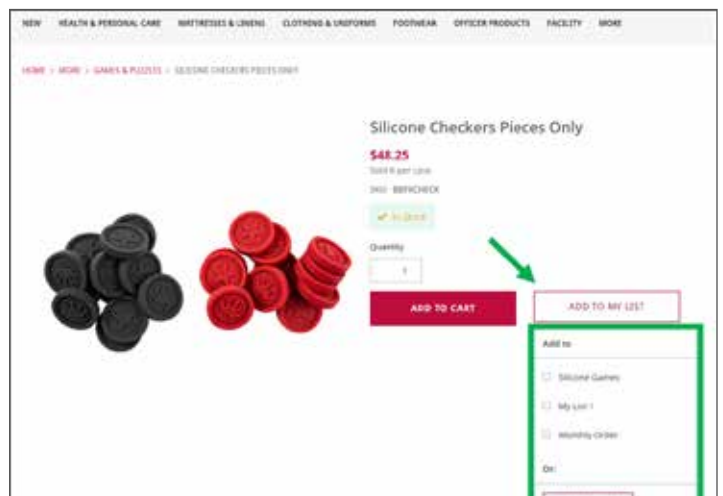 NEW HEALTH & PERSONAL CARE MATTRESSES & LINENS CLOTHING & UNIFORMS FOOTWEAR OFFICER PRODUCTS FACILITY MORE
HOME > MORE > GAMES & PUZZLES > SILICONE CHECKERS PIECES ONLY
Silicone Checkers Pieces Only
$48.25
Sold 6 per case
SKU:
In Stock
Quantity
1
ADD TO CART
ADD TO MY LIST
Add to
Silicone Games
My List 1
Monthly Order
Or: